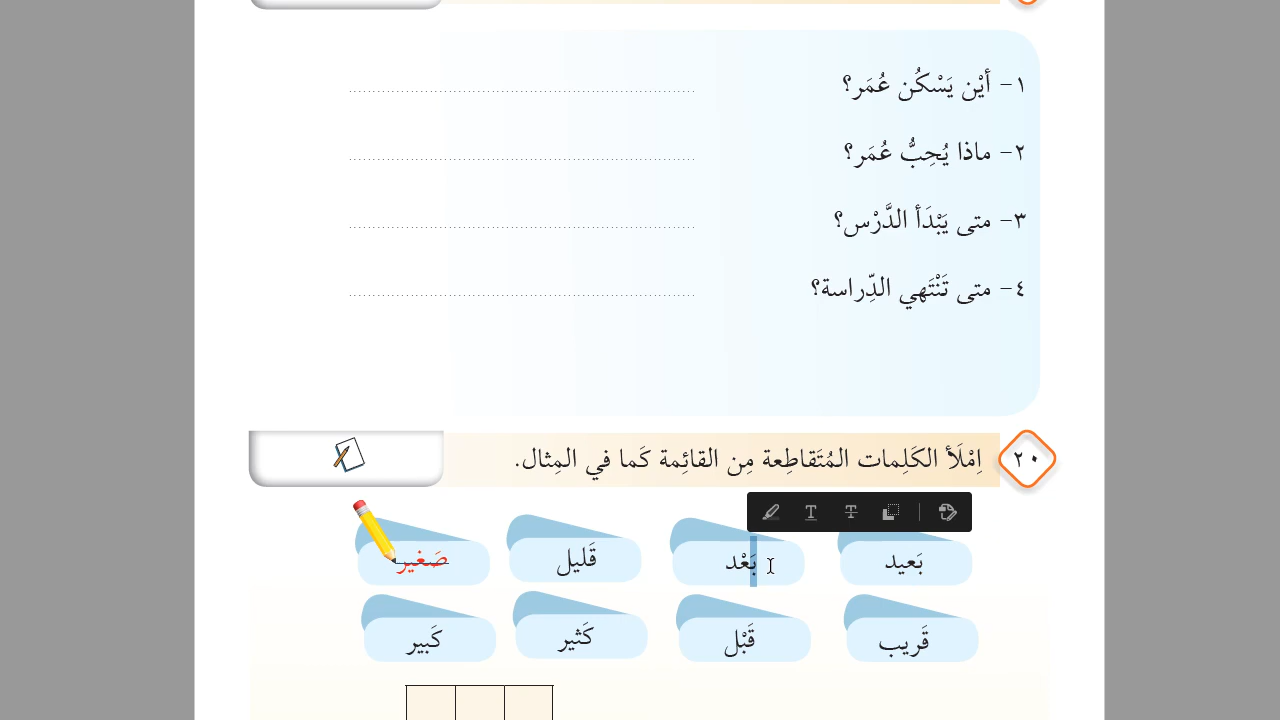 ١- أيْن يَسْكُن عُمَر؟
٢- ماذا يُحِبُّ عُمَر؟
٣- متى يَبْدَأ الدَّرْس؟
٤- متى تَنْتَهي الدِّراسة؟
٢٠ اِمْلَأ الكَلِمات المُتَقاطِعة مِن القائِمة كَما في المِثال.
بَعيد بَعْد قَليل صَغير
قَريب قَبْل كَثير كَبير